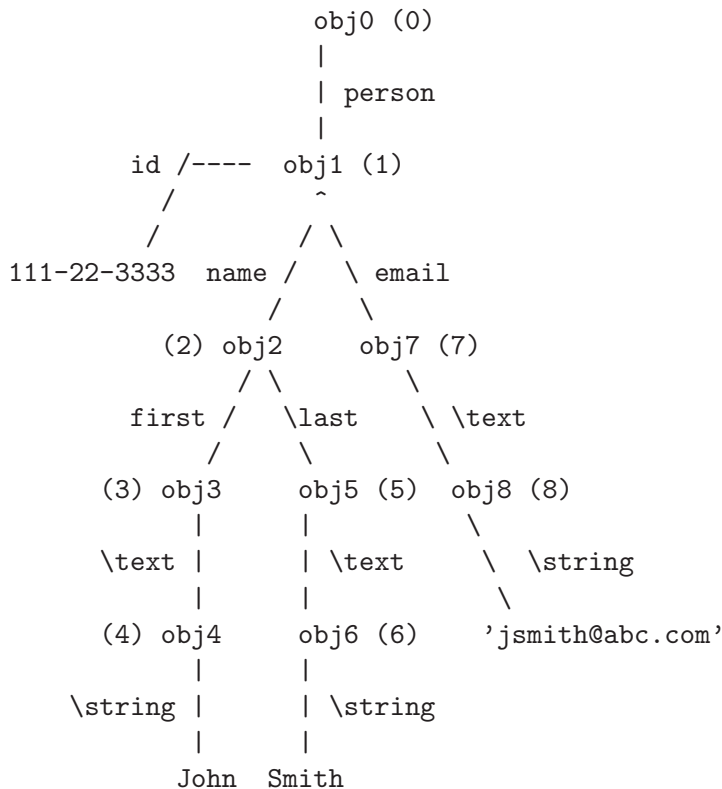 obj0 (0)
|
| person
|
id /---- obj1 (1)
/ ^
/ / \
111-22-3333 name / \ email
/ \
(2) obj2 obj7 (7)
/ \ \
first / \last \ \text
/ \ \
(3) obj3 obj5 (5) obj8 (8)
| | \
\text | | \text \ \string
| | \
(4) obj4 obj6 (6) ’jsmith@abc.com’
| |
\string | | \string
| |
John Smith